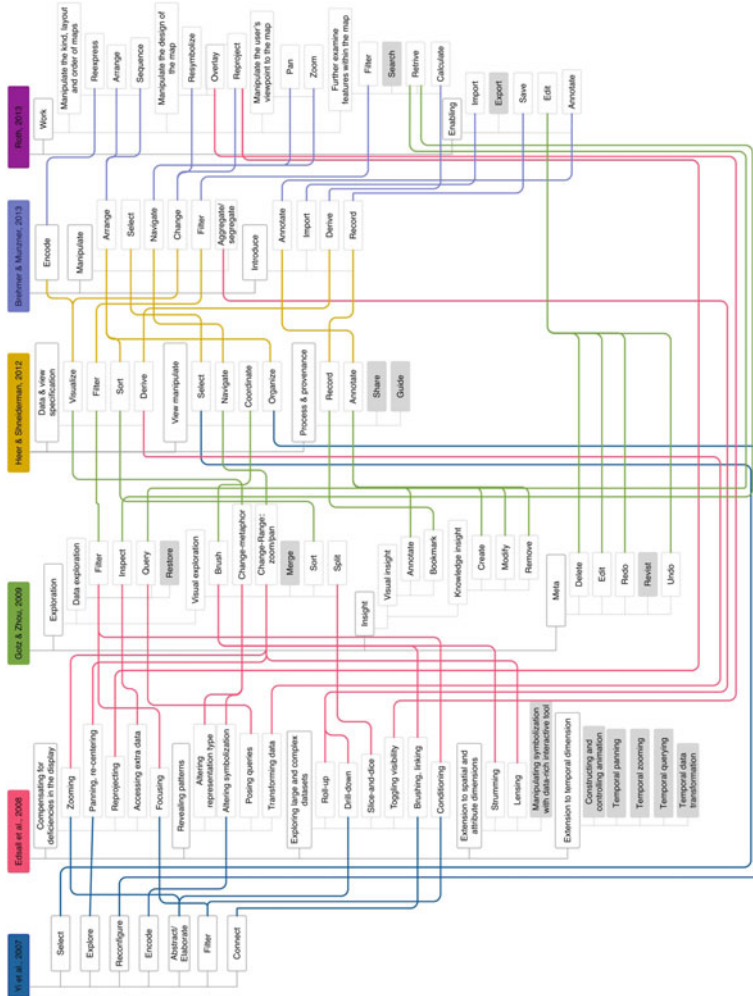 Yi et al., 2007
Select
Explore
Reconfigure
Encode
Abstract/
Elaborate
Filter
Connect
Edsall et al., 2008
Compensating for
deficiencies in the display
Zooming
Panning, re-centering
Reprojecting
Accessing extra data
Focusing
Revealing patterns
Altering
representation type
Altering symbolization
Posing queries
Transforming data
Exploring large and complex
datasets
Roll-up
Drill-down
Slice-and-dice
Toggling visibility
Brushing, linking
Conditioning
Extension to spatial and
attribute dimensions
Strumming
Lensing
Manipulating symbolization
with data-rich interactive tool
Extension to temporal dimension
Constructing and
controlling animation
Temporal panning
Temporal zooming
Temporal querying
Temporal data
transformation
Gotz & Zhou, 2009
Exploration
Data exploration
Filter
Inspect
Query
Restore
Visual exploration
Brush
Change-metaphor
Change-Range:
zoom/pan
Merge
Sort
Split
Insight
Visual insight
Annotate
Bookmark
Knowledge insight
Create
Modify
Remove
Meta
Delete
Edit
Redo
Revist
Undo
Heer & Shneiderman, 2012
Data & view
specification
Visualize
Filter
Sort
Derive
View manipulate
Select
Navigate
Coordinate
Organize
Process & provenance
Record
Annotate
Share
Guide
Brehmer & Munzner, 2013
Encode
Manipulate
Arrange
Select
Navigate
Change
Filter
Aggregate/
segregate
Introduce
Annotate
Import
Derive
Record
Roth, 2013
Work
Manipulate the kind, layout
and order of maps
Reexpress
Arrange
Sequence
Manipulate the design of
the map
Resymbolize
Overlay
Reproject
Manipulate the user's
viewpoint to the map
Pan
Zoom
Further examine
features within the map
Filter
Search
Retrive
Calculate
Enabling
Import
Export
Save
Edit
Annotate